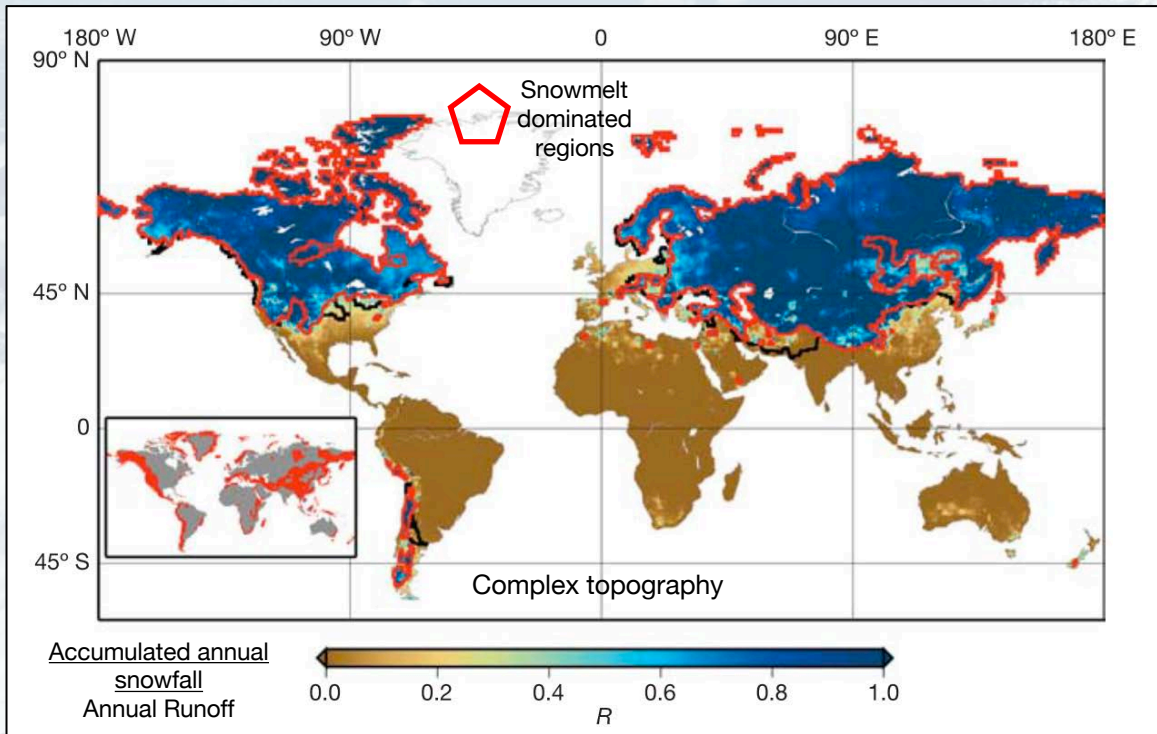 180° W 90° W 0 90° E 180° E
90° N
Snowmelt
dominated
regions
45° N
0
45° S
Complex topography
Accumulated annual
snowfall
Annual Runoff
0.0 0.2 0.4 0.6 0.8 1.0
R